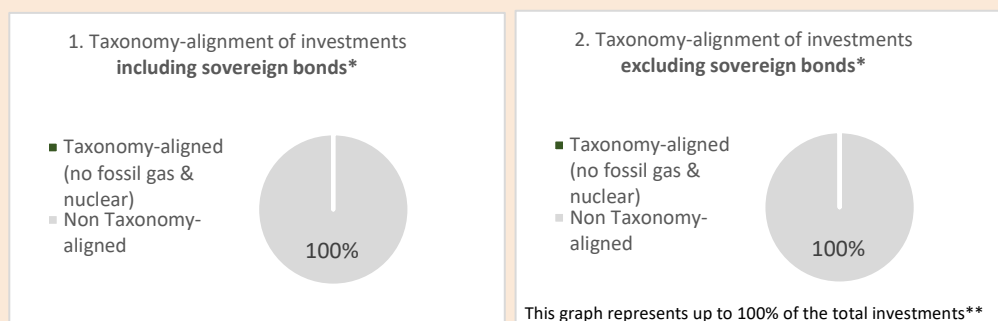 1. Taxonomy-alignment of investments
including sovereign bonds*
Taxonomy-aligned
(no fossil gas &
nuclear)
Non Taxonomy-
aligned
100%
2. Taxonomy-alignment of investments
excluding sovereign bonds*
Taxonomy-aligned
(no fossil gas &
nuclear)
Non Taxonomy-
aligned
100%
This graph represents up to 100% of the total investments**